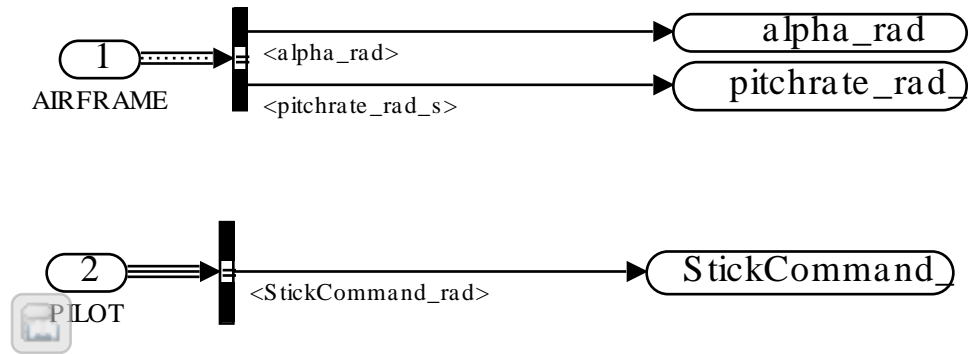 1
AIRFRAME
<alpha_rad>
<pitchrate_rad_s>
alpha_rad
pitchrate_rad_
2
PILOT
<StickCommand_rad>
StickCommand_